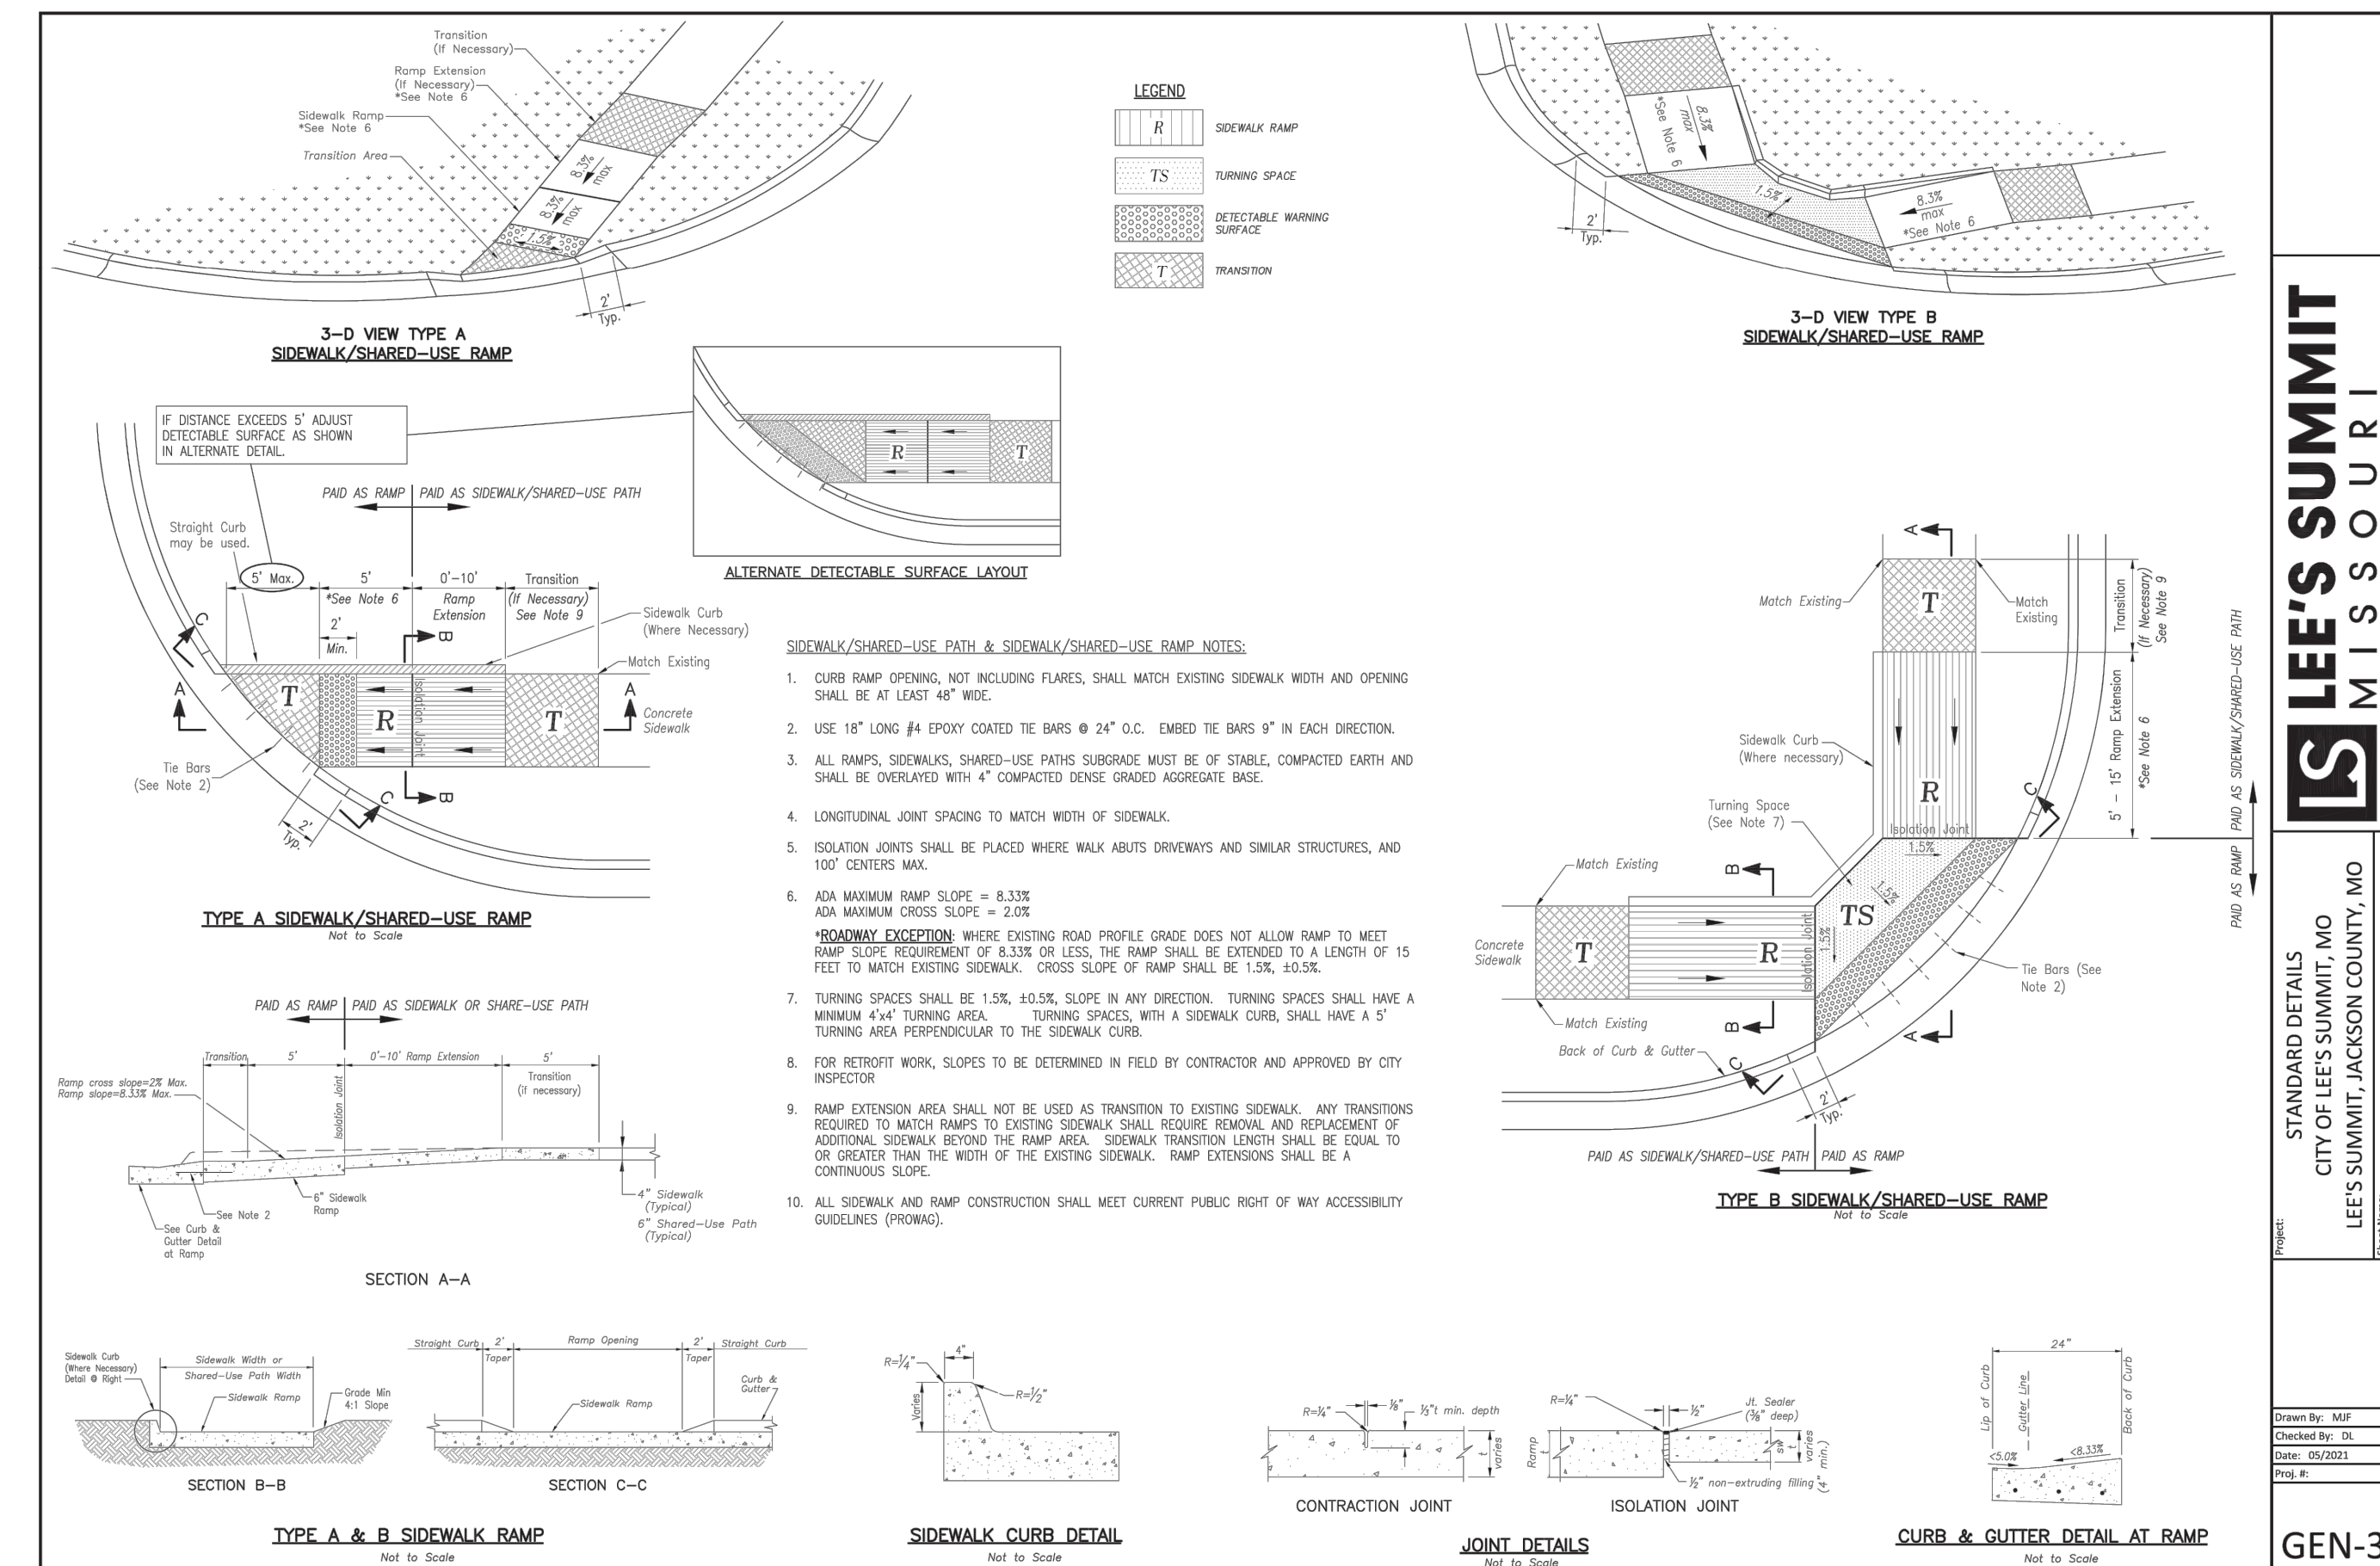 Transition
(If Necessary)
Ramp Extension
(If Necessary)
*See Note 6
Sidewalk Ramp
*See Note 6
Transition Area
8.3%
max
8.3%
max
1.5%
2'
Typ.
3-D VIEW TYPE A
SIDEWALK/SHARED-USE RAMP
LEGEND
R
SIDEWALK RAMP
TS
TURNING SPACE
DETECTABLE WARNING
SURFACE
T
TRANSITION
*See Note 6
8.3%
max
1.5%
8.3%
max
*See Note 6
2'
Typ.
3-D VIEW TYPE B
SIDEWALK/SHARED-USE RAMP
IF DISTANCE EXCEEDS 5' ADJUST
DETECTABLE SURFACE AS SHOWN
IN ALTERNATE DETAIL.
R
T
ALTERNATE DETECTABLE SURFACE LAYOUT
PAID AS RAMP
PAID AS SIDEWALK/SHARED-USE PATH
Straight Curb
may be used.
5' Max.
5'
*See Note 6
0'-10'
Ramp
Extension
Transition
(If Necessary)
See Note 9
2'
Min.
B
Sidewalk Curb
(Where Necessary)
Match Existing
C
A
T
R
Isolation Joint
T
A
Concrete
Sidewalk
Tie Bars
(See Note 2)
C
B
2'
Typ.
TYPE A SIDEWALK/SHARED-USE RAMP
Not to Scale
SIDEWALK/SHARED-USE PATH & SIDEWALK/SHARED-USE RAMP NOTES:
1. CURB RAMP OPENING, NOT INCLUDING FLARES, SHALL MATCH EXISTING SIDEWALK WIDTH AND OPENING
SHALL BE AT LEAST 48" WIDE.
2. USE 18" LONG #4 EPOXY COATED TIE BARS @ 24" O.C. EMBED TIE BARS 9" IN EACH DIRECTION.
3. ALL RAMPS, SIDEWALKS, SHARED-USE PATHS SUBGRADE MUST BE OF STABLE, COMPACTED EARTH AND
SHALL BE OVERLAYED WITH 4" COMPACTED DENSE GRADED AGGREGATE BASE.
4. LONGITUDINAL JOINT SPACING TO MATCH WIDTH OF SIDEWALK.
5. ISOLATION JOINTS SHALL BE PLACED WHERE WALK ABUTS DRIVEWAYS AND SIMILAR STRUCTURES, AND
100' CENTERS MAX.
6. ADA MAXIMUM RAMP SLOPE = 8.33%
ADA MAXIMUM CROSS SLOPE = 2.0%
*ROADWAY EXCEPTION: WHERE EXISTING ROAD PROFILE GRADE DOES NOT ALLOW RAMP TO MEET
RAMP SLOPE REQUIREMENT OF 8.33% OR LESS, THE RAMP SHALL BE EXTENDED TO A LENGTH OF 15
FEET TO MATCH EXISTING SIDEWALK. CROSS SLOPE OF RAMP SHALL BE 1.5%, ±0.5%.
7. TURNING SPACES SHALL BE 1.5%, ±0.5%, SLOPE IN ANY DIRECTION. TURNING SPACES SHALL HAVE A
MINIMUM 4'x4' TURNING AREA. TURNING SPACES, WITH A SIDEWALK CURB, SHALL HAVE A 5'
TURNING AREA PERPENDICULAR TO THE SIDEWALK CURB.
8. FOR RETROFIT WORK, SLOPES TO BE DETERMINED IN FIELD BY CONTRACTOR AND APPROVED BY CITY
INSPECTOR
9. RAMP EXTENSION AREA SHALL NOT BE USED AS TRANSITION TO EXISTING SIDEWALK. ANY TRANSITIONS
REQUIRED TO MATCH RAMPS TO EXISTING SIDEWALK SHALL REQUIRE REMOVAL AND REPLACEMENT OF
ADDITIONAL SIDEWALK BEYOND THE RAMP AREA. SIDEWALK TRANSITION LENGTH SHALL BE EQUAL TO
OR GREATER THAN THE WIDTH OF THE EXISTING SIDEWALK. RAMP EXTENSIONS SHALL BE A
CONTINUOUS SLOPE.
10. ALL SIDEWALK AND RAMP CONSTRUCTION SHALL MEET CURRENT PUBLIC RIGHT OF WAY ACCESSIBILITY
GUIDELINES (PROWAG).
A
Match Existing
T
Match
Existing
Transition
(If Necessary)
See Note 9
5' - 15' Ramp Extension
*See Note 6
PAID AS SIDEWALK/SHARED-USE PATH
PAID AS RAMP
Sidewalk Curb
(Where necessary)
R
C
Turning Space
(See Note 7)
Isolation Joint
1.5%
Match Existing
B
1.5%
TS
1.5%
Concrete
Sidewalk
T
R
Isolation Joint
Tie Bars (See
Note 2)
Match Existing
B
A
Back of Curb & Gutter
C
2'
Typ.
PAID AS SIDEWALK/SHARED-USE PATH
PAID AS RAMP
TYPE B SIDEWALK/SHARED-USE RAMP
Not to Scale
PAID AS RAMP
PAID AS SIDEWALK OR SHARE-USE PATH
Transition
5'
0'-10' Ramp Extension
5'
Transition
(if necessary)
Ramp cross slope=2% Max.
Ramp slope=8.33% Max.
Isolation Joint
6" Sidewalk
Ramp
See Note 2
See Curb &
Gutter Detail
at Ramp
4" Sidewalk
(Typical)
6" Shared-Use Path
(Typical)
SECTION A-A
Sidewalk Curb
(Where Necessary)
Detail @ Right
Sidewalk Width or
Shared-Use Path Width
Sidewalk Ramp
Grade Min
4:1 Slope
SECTION B-B
Straight Curb
2'
Taper
Ramp Opening
2'
Taper
Straight Curb
Curb &
Gutter
Sidewalk Ramp
SECTION C-C
TYPE A & B SIDEWALK RAMP
Not to Scale
R=1/4"
4"
R=1/2"
Varies
SIDEWALK CURB DETAIL
Not to Scale
R=1/4"
1/8"
1/3"t min. depth
t
varies
CONTRACTION JOINT
R=1/4"
1/2"
Jt. Sealer
(3/8" deep)
Ramp
t
sw
t
varies
(4" min.)
1/2" non-extruding filling
ISOLATION JOINT
JOINT DETAILS
Not to Scale
24"
Lip of Curb
Gutter Line
Back of Curb
<5.0%
<8.33%
CURB & GUTTER DETAIL AT RAMP
Not to Scale
LEE'S SUMMIT
MISSOURI
LS
Project:
STANDARD DETAILS
CITY OF LEE'S SUMMIT, MO
LEE'S SUMMIT, JACKSON COUNTY, MO
Drawn By: MJF
Checked By: DL
Date: 05/2021
Proj. #:
GEN-3